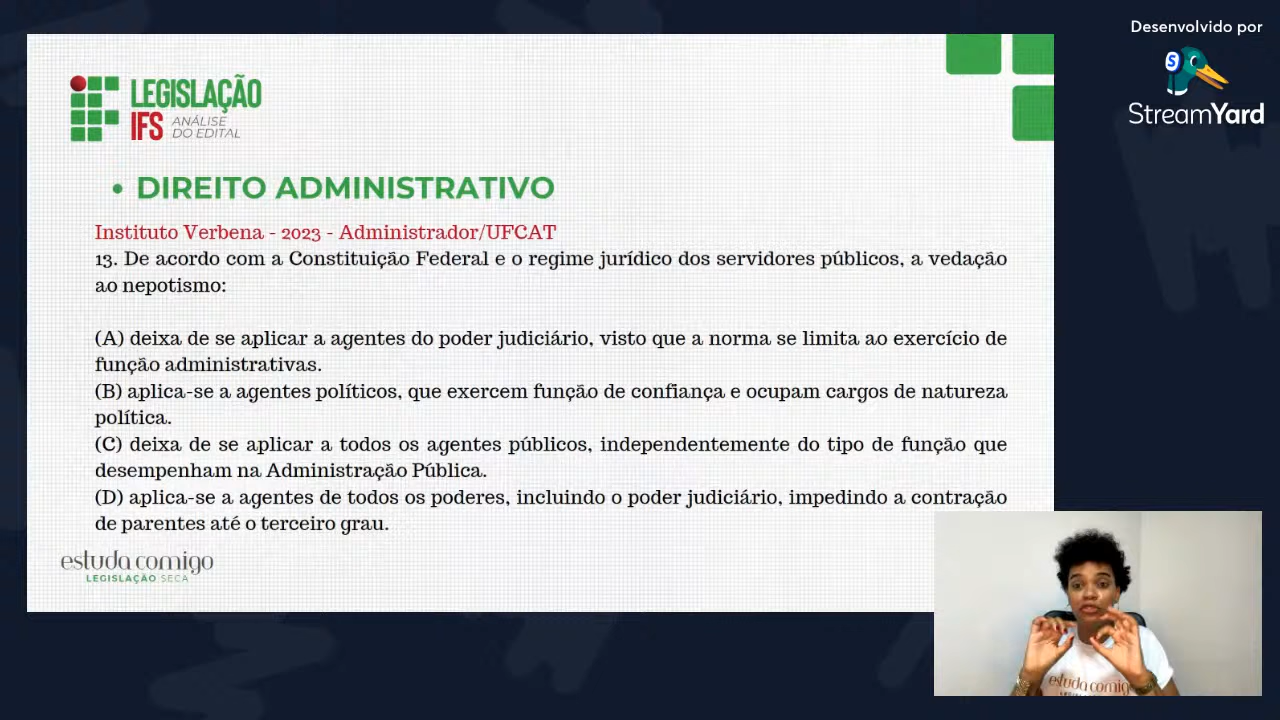 Desenvolvido por
StreamYard
LEGISLAÇÃO
IFS ANÁLISE
DO EDITAL
• DIREITO ADMINISTRATIVO
Instituto Verbena - 2023 - Administrador/UFCAT
13. De acordo com a Constituição Federal e o regime jurídico dos servidores públicos, a vedação
ao nepotismo:
(A) deixa de se aplicar a agentes do poder judiciário, visto que a norma se limita ao exercício de
função administrativas.
(B) aplica-se a agentes políticos, que exercem função de confiança e ocupam cargos de natureza
política.
(C) deixa de se aplicar a todos os agentes públicos, independentemente do tipo de função que
desempenham na Administração Pública.
(D) aplica-se a agentes de todos os poderes, incluindo o poder judiciário, impedindo a contração
de parentes até o terceiro grau.
estuda comigo
LEGISLAÇÃO SECA
estuda comigo